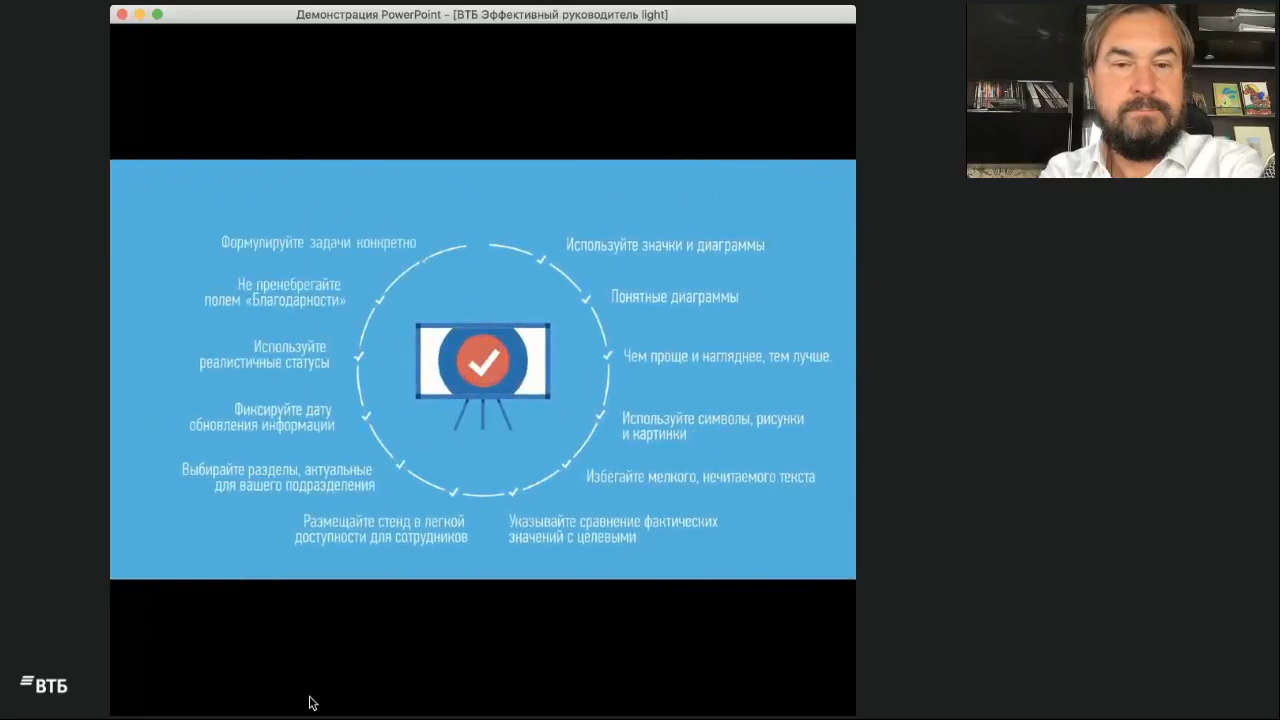 Демонстрация PowerPoint - [ВТБ Эффективный руководитель light]
Формулируйте задачи конкретно
Не пренебрегайте
полем «Благодарности»
Используйте
реалистичные статусы
Фиксируйте дату
обновления информации
Выбирайте разделы, актуальные
для вашего подразделения
Размещайте стенд в легкой
доступности для сотрудников
Используйте значки и диаграммы
Понятные диаграммы
Чем проще и нагляднее, тем лучше.
Используйте символы, рисунки
и картинки
Избегайте мелкого, нечитаемого текста
Указывайте сравнение фактических
значений с целевыми
ВТБ